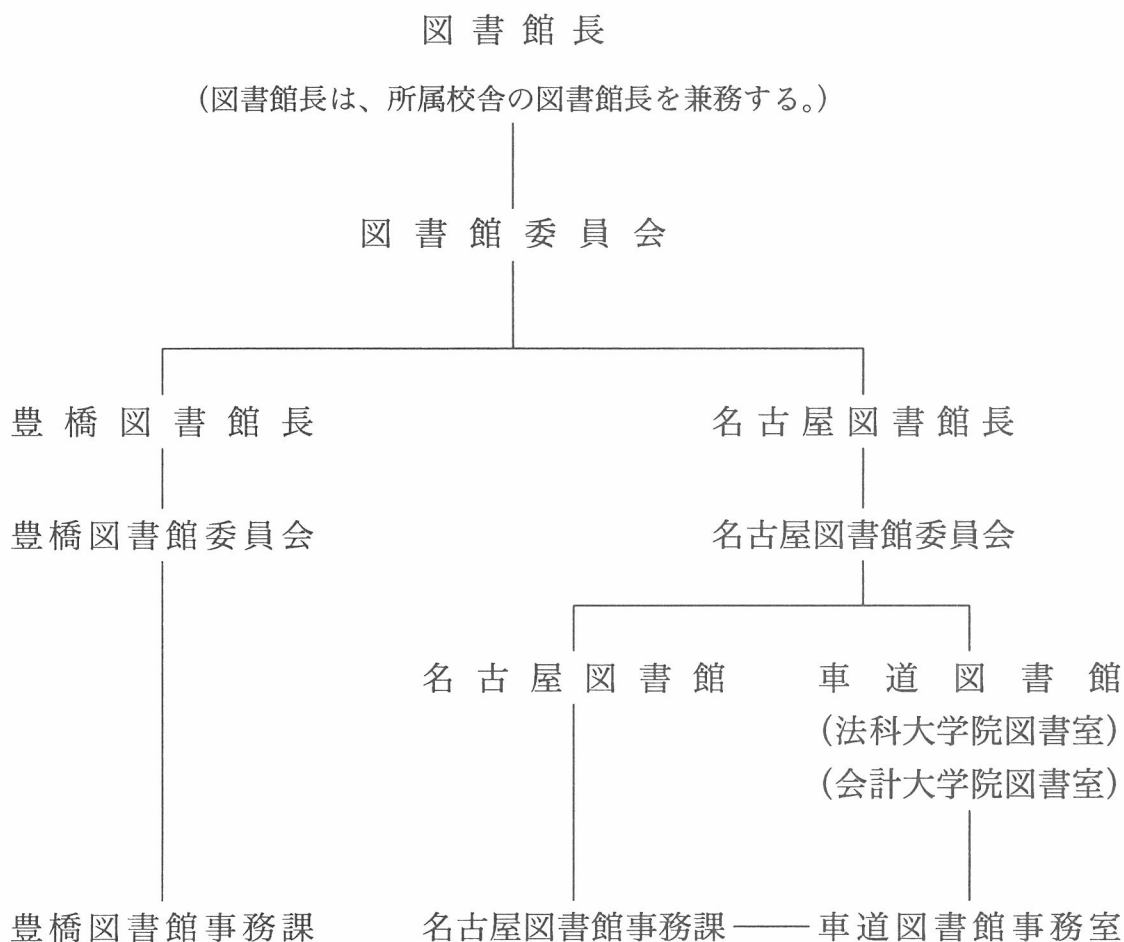 図書館長
(図書館長は、所属校舎の図書館長を兼務する。)
図書館委員会
豊橋図書館長
名古屋図書館長
豊橋図書館委員会
名古屋図書館委員会
名古屋図書館
車道図書館
(法科大学院図書室)
(会計大学院図書室)
豊橋図書館事務課
名古屋図書館事務課
車道図書館事務室